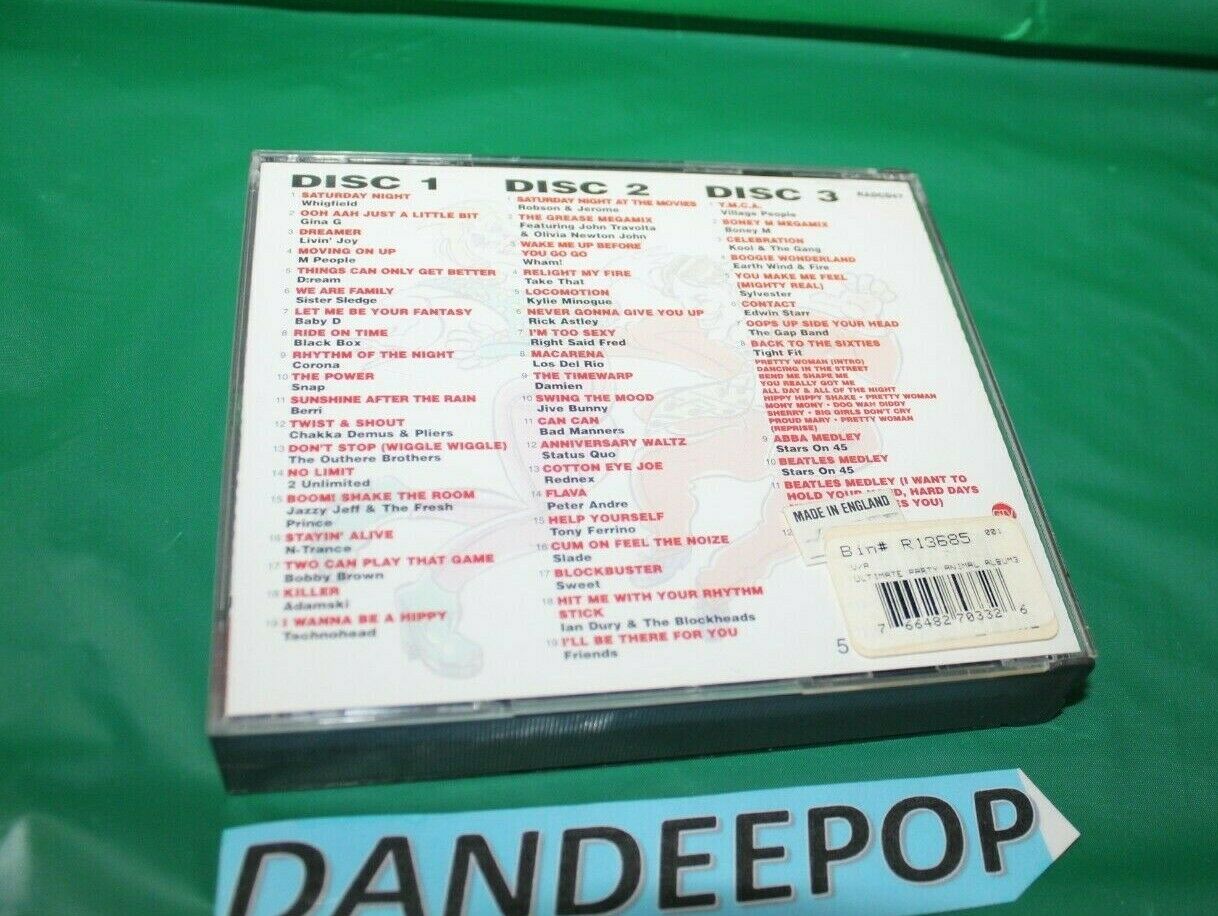 DISC 1
1 SATURDAY NIGHT
Whigfield
2 OOH AAH JUST A LITTLE BIT
Gina G
3 DREAMER
Livin' Joy
4 MOVING ON UP
M People
5 THINGS CAN ONLY GET BETTER
D:ream
6 WE ARE FAMILY
Sister Sledge
7 LET ME BE YOUR FANTASY
Baby D
8 RIDE ON TIME
Black Box
9 RHYTHM OF THE NIGHT
Corona
10 THE POWER
Snap
11 SUNSHINE AFTER THE RAIN
Berri
12 TWIST & SHOUT
Chakka Demus & Pliers
13 DON'T STOP (WIGGLE WIGGLE)
The Outhere Brothers
14 NO LIMIT
2 Unlimited
15 BOOM! SHAKE THE ROOM
Jazzy Jeff & The Fresh
Prince
16 STAYIN' ALIVE
N-Trance
17 TWO CAN PLAY THAT GAME
Bobby Brown
18 KILLER
Adamski
19 I WANNA BE A HIPPY
Technohead
DISC 2
1 SATURDAY NIGHT AT THE MOVIES
Robson & Jerome
2 THE GREASE MEGAMIX
Featuring John Travolta
& Olivia Newton John
3 WAKE ME UP BEFORE
YOU GO GO
Wham!
4 RELIGHT MY FIRE
Take That
5 LOCOMOTION
Kylie Minogue
6 NEVER GONNA GIVE YOU UP
Rick Astley
7 I'M TOO SEXY
Right Said Fred
8 MACARENA
Los Del Rio
9 THE TIMEWARP
Damien
10 SWING THE MOOD
Jive Bunny
11 CAN CAN
Bad Manners
12 ANNIVERSARY WALTZ
Status Quo
13 COTTON EYE JOE
Rednex
14 FLAVA
Peter Andre
15 HELP YOURSELF
Tony Ferrino
16 CUM ON FEEL THE NOIZE
Slade
17 BLOCKBUSTER
Sweet
18 HIT ME WITH YOUR RHYTHM
STICK
Ian Dury & The Blockheads
19 I'LL BE THERE FOR YOU
Friends
DISC 3
1 Y.M.C.A.
Village People
2 BONEY M MEGAMIX
Boney M
3 CELEBRATION
Kool & The Gang
4 BOOGIE WONDERLAND
Earth Wind & Fire
5 YOU MAKE ME FEEL
(MIGHTY REAL)
Sylvester
6 CONTACT
Edwin Starr
7 OOPS UP SIDE YOUR HEAD
The Gap Band
8 BACK TO THE SIXTIES
Tight Fit
PRETTY WOMAN (INTRO)
DANCING IN THE STREET
BEND ME SHAPE ME
YOU REALLY GOT ME
ALL DAY & ALL OF THE NIGHT
HIPPY HIPPY SHAKE • PRETTY WOMAN
MONY MONY • DOO WAH DIDDY
SHERRY • BIG GIRLS DON'T CRY
PROUD MARY • PRETTY WOMAN
(REPRISE)
9 ABBA MEDLEY
Stars On 45
10 BEATLES MEDLEY
Stars On 45
11 BEATLES MEDLEY (I WANT TO
HOLD YOUR HAND, HARD DAYS
YOU)
12
MADE IN ENGLAND
Bin# R13685 001
V/A
ULTIMATE PARTY ANIMAL ALBUM3
7 66482 70332 6
5
DANDEEPOP